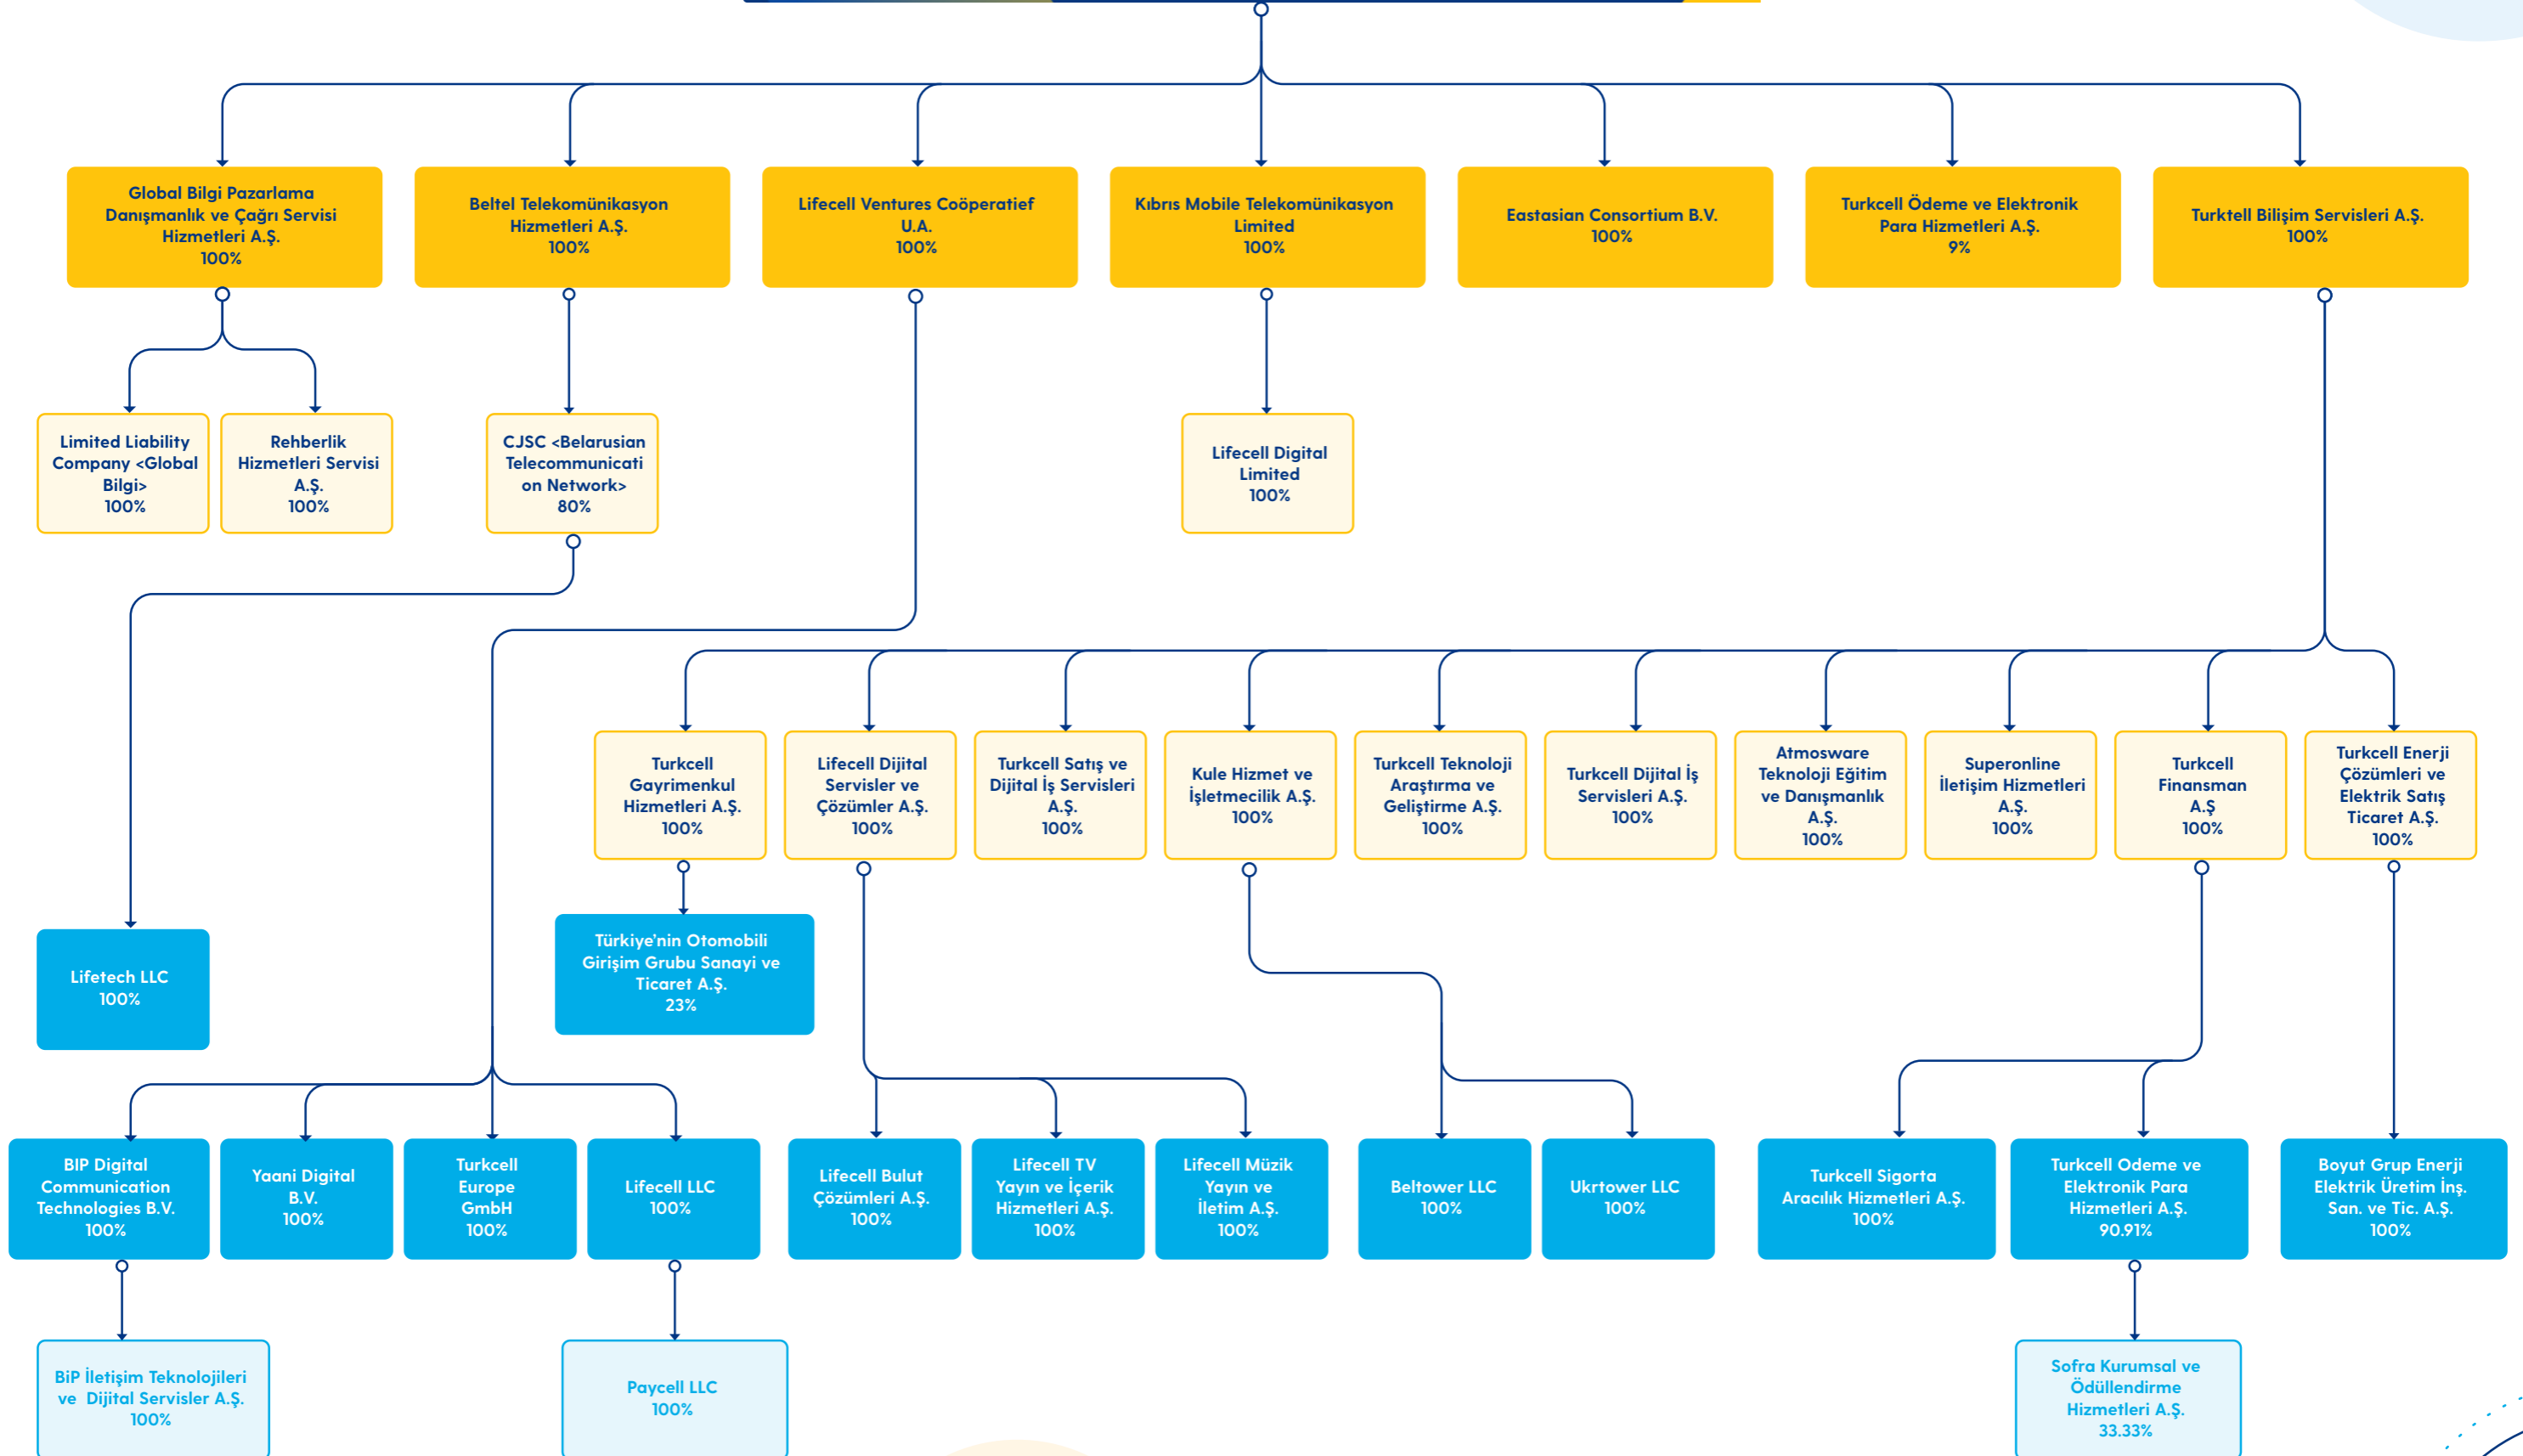 Global Bilgi Pazarlama
Danışmanlık ve Çağrı Servisi
Hizmetleri A.Ş.
100%
Beltel Telekomünikasyon
Hizmetleri A.Ş.
100%
Lifecell Ventures Coöperatief
U.A.
100%
Kıbrıs Mobile Telekomünikasyon
Limited
100%
Eastasian Consortium B.V.
100%
Turkcell Ödeme ve Elektronik
Para Hizmetleri A.Ş.
9%
Turktell Bilişim Servisleri A.Ş.
100%
Limited Liability
Company <Global
Bilgi>
100%
Rehberlik
Hizmetleri Servisi
A.Ş.
100%
CJSC <Belarusian
Telecommunicati
on Network>
80%
Lifecell Digital
Limited
100%
Turkcell
Gayrimenkul
Hizmetleri A.Ş.
100%
Lifecell Dijital
Servisler ve
Çözümler A.Ş.
100%
Turkcell Satış ve
Dijital İş Servisleri
A.Ş.
100%
Kule Hizmet ve
İşletmecilik A.Ş.
100%
Turkcell Teknoloji
Araştırma ve
Geliştirme A.Ş.
100%
Turkcell Dijital İş
Servisleri A.Ş.
100%
Atmosware
Teknoloji Eğitim
ve Danışmanlık
A.Ş.
100%
Superonline
İletişim Hizmetleri
A.Ş.
100%
Turkcell
Finansman
A.Ş
100%
Turkcell Enerji
Çözümleri ve
Elektrik Satış
Ticaret A.Ş.
100%
Lifetech LLC
100%
Türkiye’nin Otomobili
Girişim Grubu Sanayi ve
Ticaret A.Ş.
23%
BIP Digital
Communication
Technologies B.V.
100%
Yaani Digital
B.V.
100%
Turkcell
Europe
GmbH
100%
Lifecell LLC
100%
Lifecell Bulut
Çözümleri A.Ş.
100%
Lifecell TV
Yayın ve İçerik
Hizmetleri A.Ş.
100%
Lifecell Müzik
Yayın ve
İletim A.Ş.
100%
Beltower LLC
100%
Ukrtower LLC
100%
Turkcell Sigorta
Aracılık Hizmetleri A.Ş.
100%
Turkcell Odeme ve
Elektronik Para
Hizmetleri A.Ş.
90.91%
Boyut Grup Enerji
Elektrik Üretim İnş.
San. ve Tic. A.Ş.
100%
BiP İletişim Teknolojileri
ve Dijital Servisler A.Ş.
100%
Paycell LLC
100%
Sofra Kurumsal ve
Ödüllendirme
Hizmetleri A.Ş.
33.33%